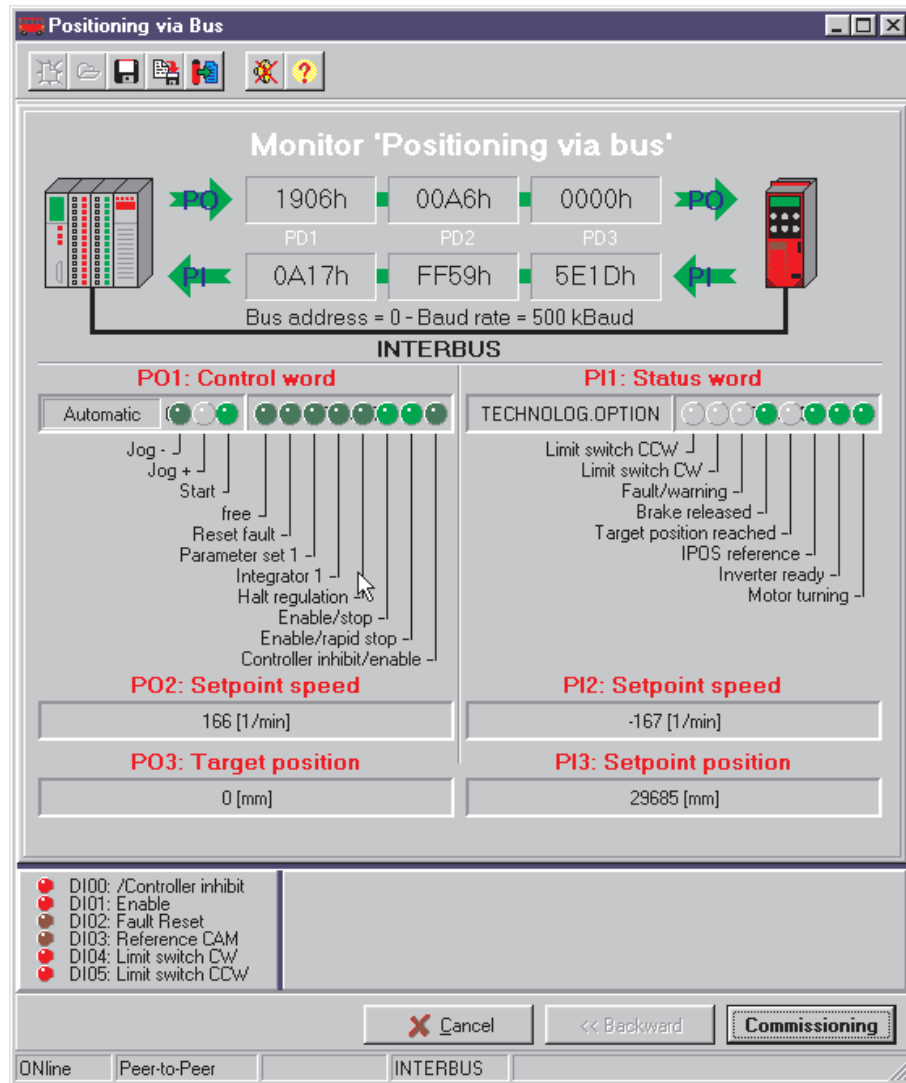 Positioning via Bus
Monitor 'Positioning via bus'
PO 1906h 00A6h 0000h PO
PD1 PD2 PD3
PI 0A17h FF59h 5E1Dh PI
Bus address = 0 - Baud rate = 500 kBaud
INTERBUS
PO1: Control word
Automatic
Jog -
Jog +
Start
free
Reset fault
Parameter set 1
Integrator 1
Halt regulation
Enable/stop
Enable/rapid stop
Controller inhibit/enable
PI1: Status word
TECHNOLOG.OPTION
Limit switch CCW
Limit switch CW
Fault/warning
Brake released
Target position reached
IPOS reference
Inverter ready
Motor turning
PO2: Setpoint speed
166 [1/min]
PI2: Setpoint speed
-167 [1/min]
PO3: Target position
0 [mm]
PI3: Setpoint position
29685 [mm]
DI00: /Controller inhibit
DI01: Enable
DI02: Fault Reset
DI03: Reference CAM
DI04: Limit switch CW
DI05: Limit switch CCW
Cancel << Backward Commissioning
ONline Peer-to-Peer INTERBUS